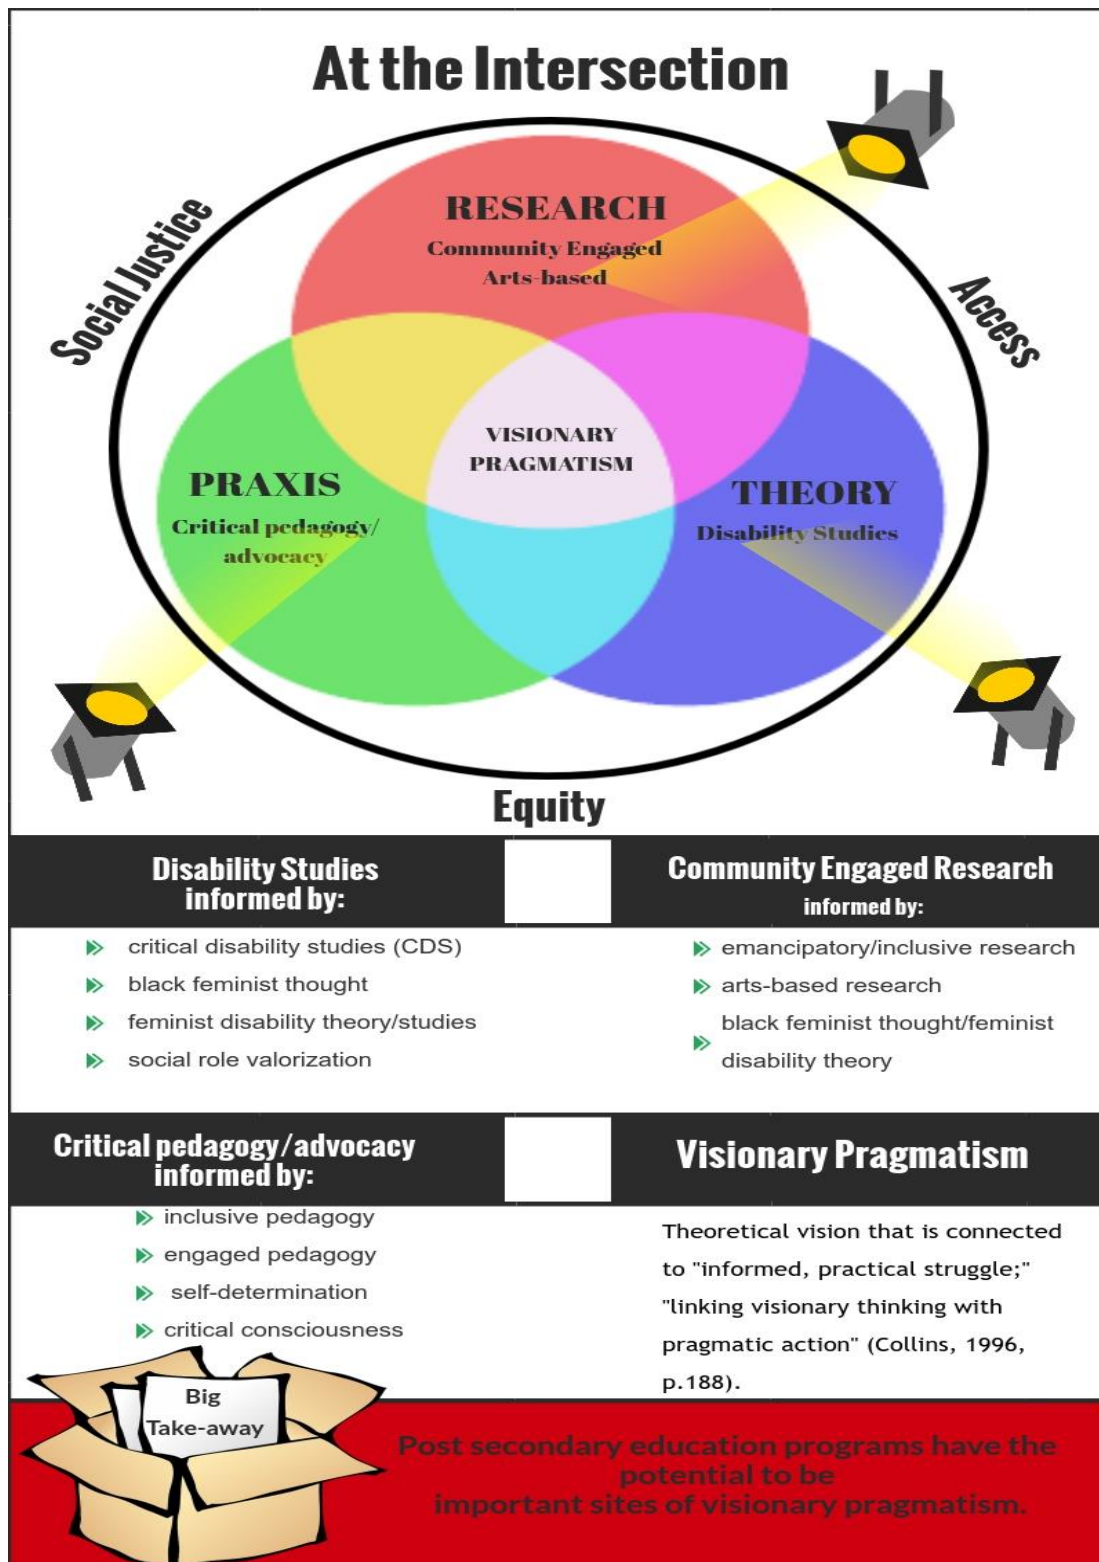 At the Intersection
Social Justice
Access
RESEARCH
Community Engaged
Arts-based
VISIONARY
PRAGMATISM
PRAXIS
Critical pedagogy/
advocacy
THEORY
Disability Studies
Equity
Disability Studies
informed by:
critical disability studies (CDS)
black feminist thought
feminist disability theory/studies
social role valorization
Community Engaged Research
informed by:
emancipatory/inclusive research
arts-based research
black feminist thought/feminist
disability theory
Critical pedagogy/advocacy
informed by:
inclusive pedagogy
engaged pedagogy
self-determination
critical consciousness
Visionary Pragmatism
Theoretical vision that is connected
to "informed, practical struggle;"
"linking visionary thinking with
pragmatic action" (Collins, 1996,
p.188).
Big
Take-away
Post secondary education programs have the
potential to be
important sites of visionary pragmatism.